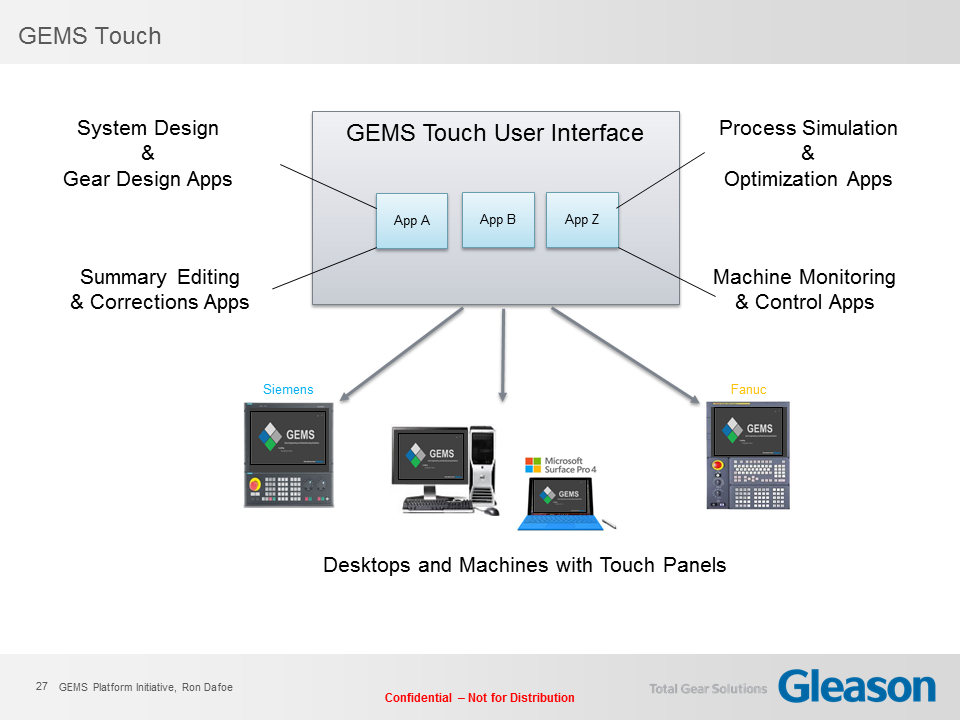 GEMS Touch
System Design
&
Gear Design Apps
GEMS Touch User Interface
Process Simulation
&
Optimization Apps
App A
App B
App Z
Summary Editing
& Corrections Apps
Machine Monitoring
& Control Apps
Siemens
Fanuc
GEMS
GEMS
Microsoft
Surface Pro 4
GEMS
GEMS
Desktops and Machines with Touch Panels
27 GEMS Platform Initiative, Ron Dafoe
Confidential – Not for Distribution
Total Gear Solutions
Gleason